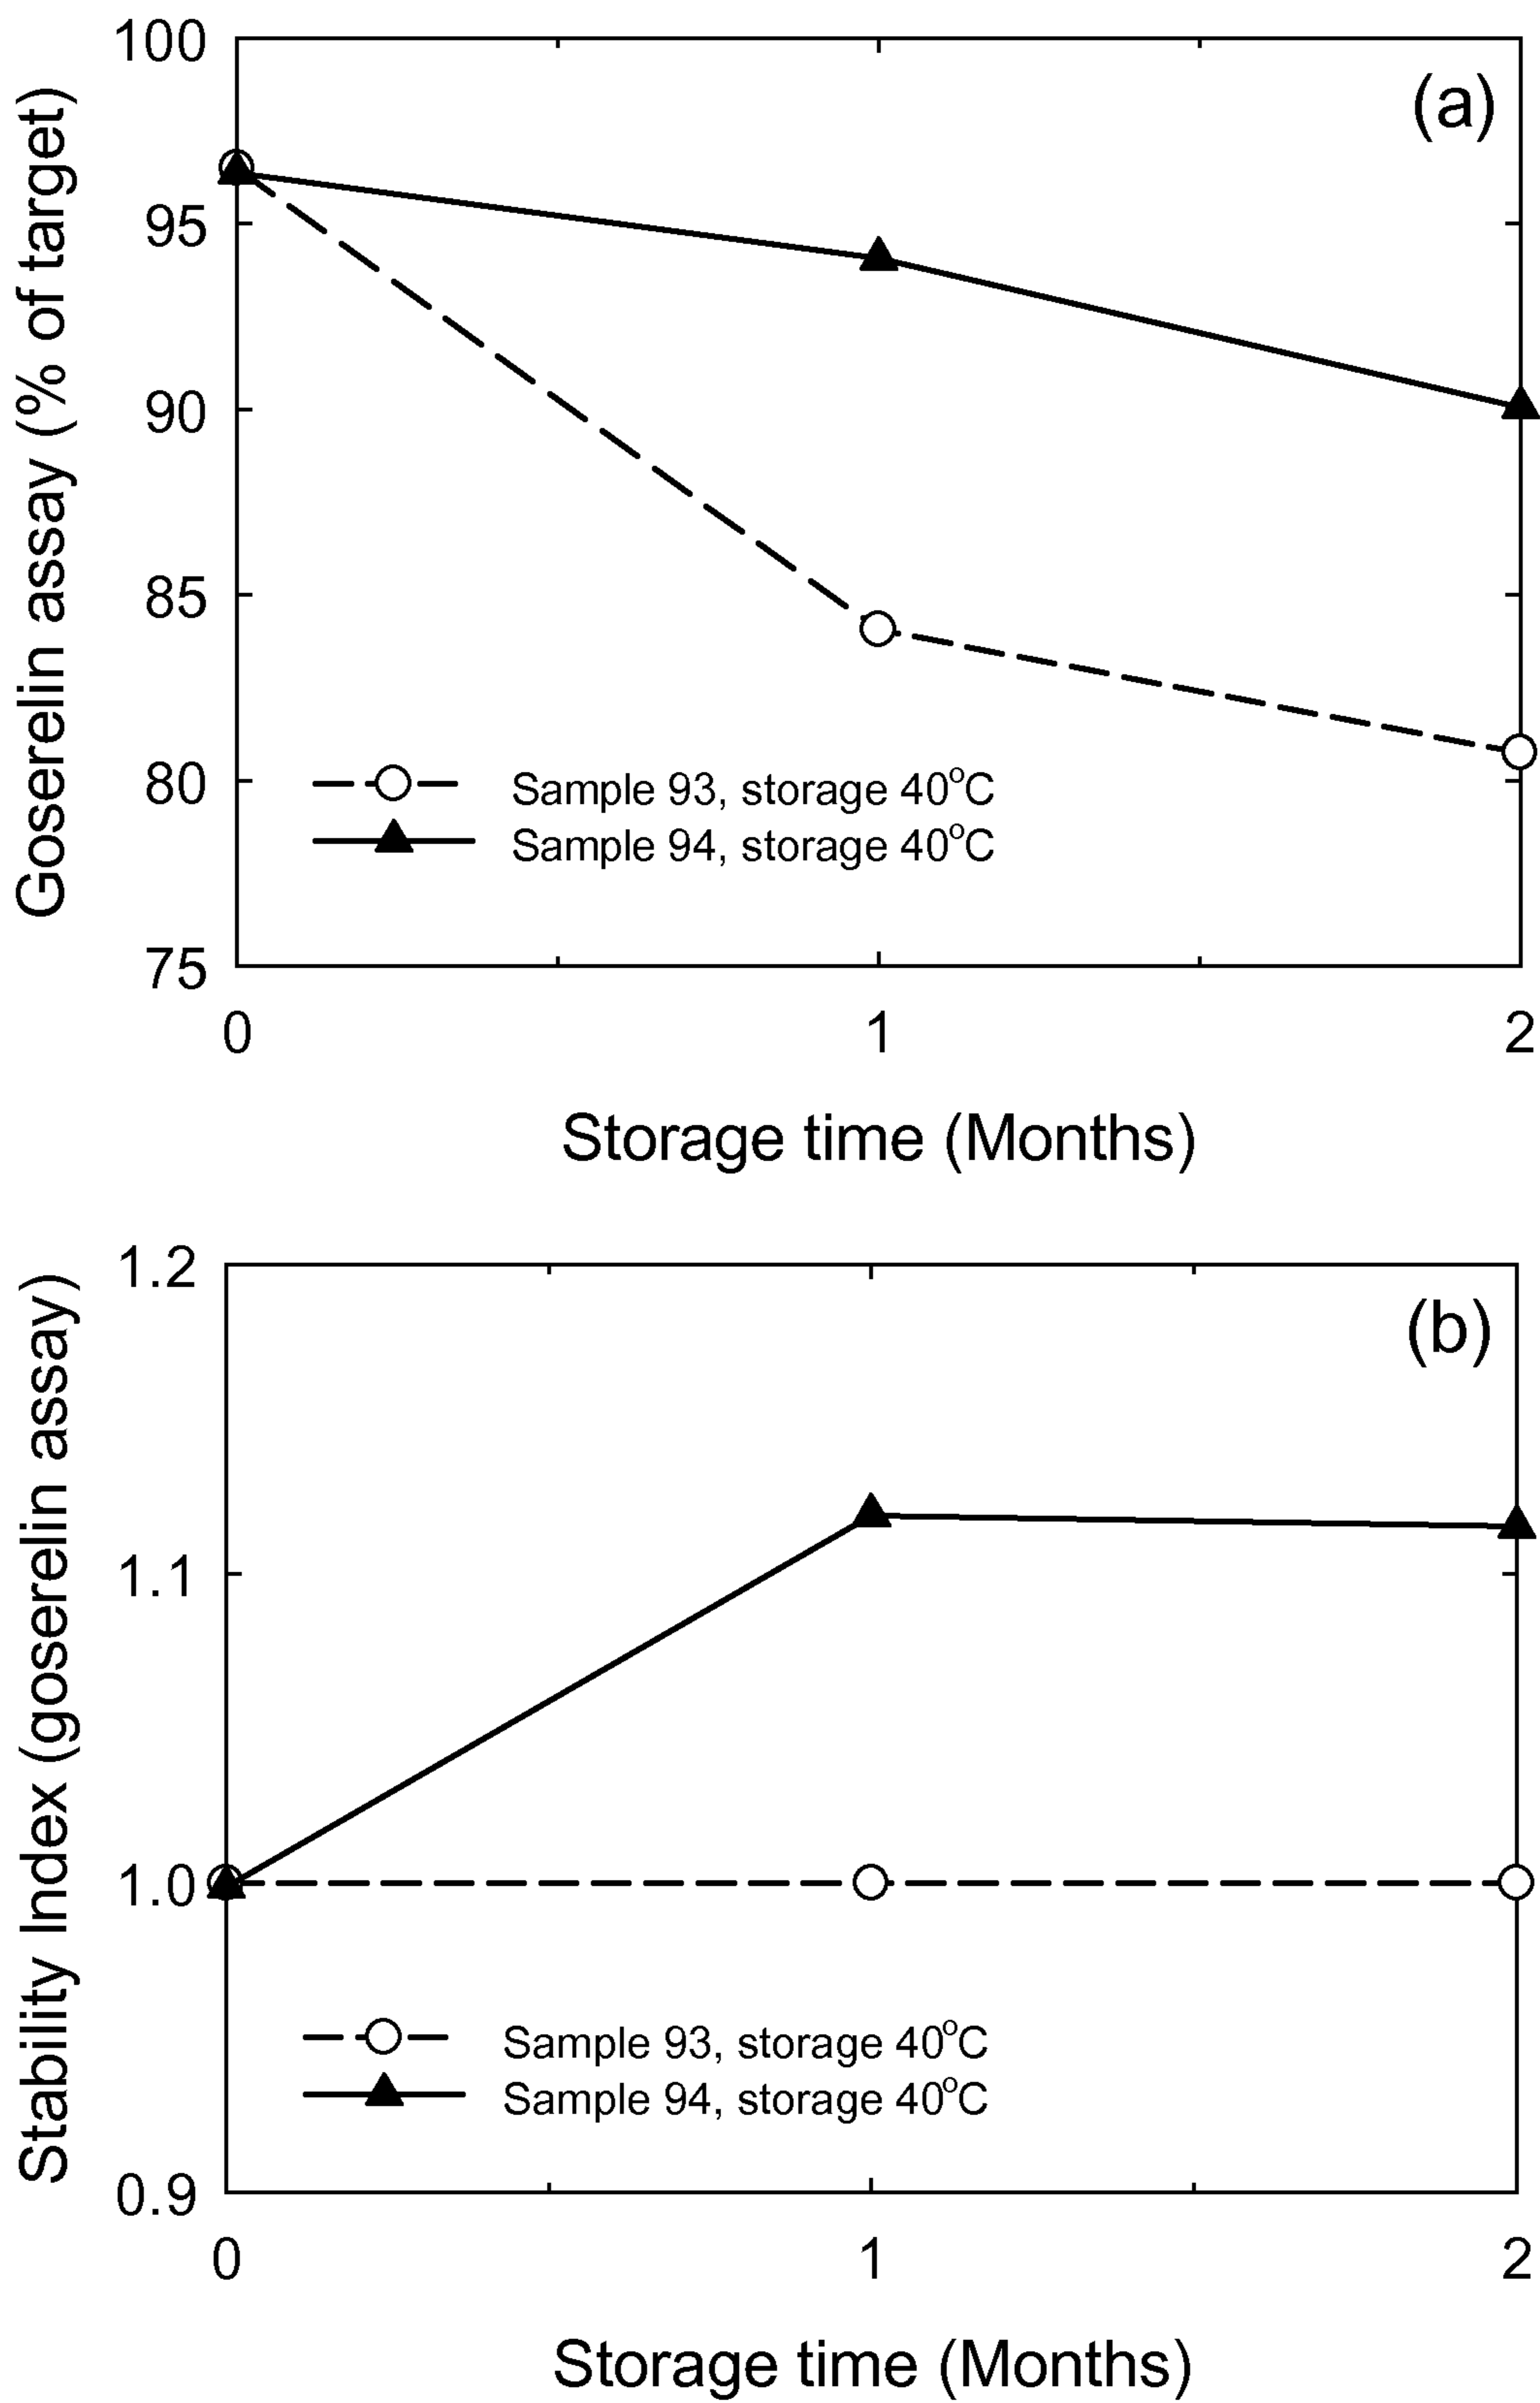 100
(a)
95
90
85
80
75
Goserelin assay (% of target)
Sample 93, storage 40°C
Sample 94, storage 40°C
0
1
2
Storage time (Months)
1.2
(b)
1.1
1.0
0.9
Stability Index (goserelin assay)
Sample 93, storage 40°C
Sample 94, storage 40°C
0
1
2
Storage time (Months)